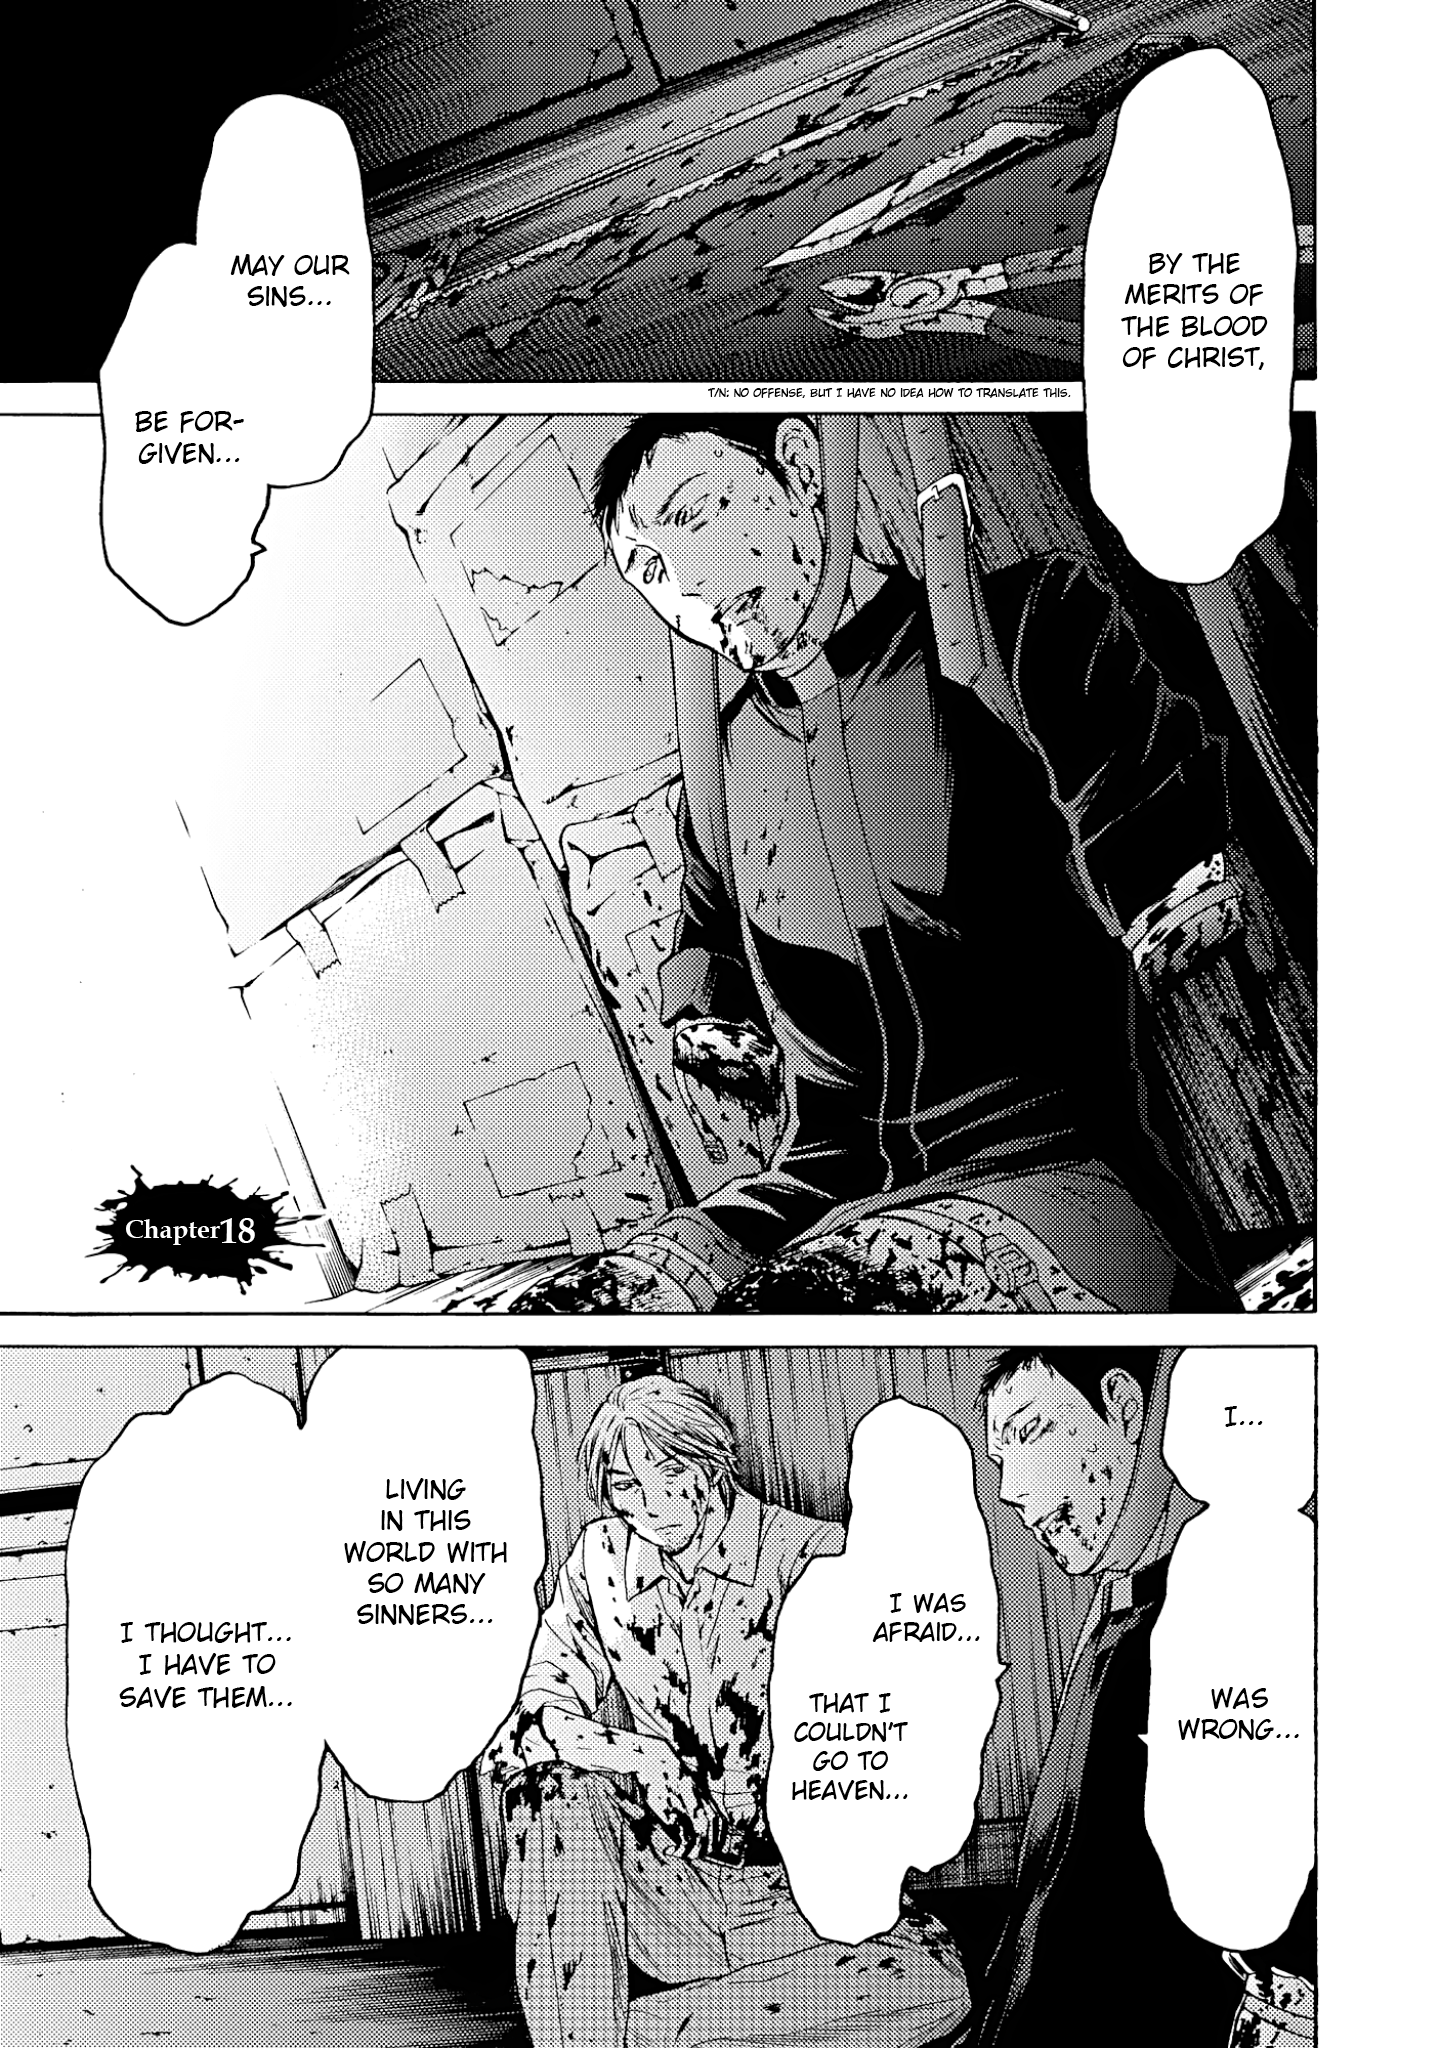 BY THE
MERITS OF
THE BLOOD
OF CHRIST,
MAY OUR
SINS...
BE FOR-
GIVEN...
T/N: NO OFFENSE, BUT I HAVE NO IDEA HOW TO TRANSLATE THIS.
Chapter18
I...
WAS
WRONG...
I WAS
AFRAID...
THAT I
COULDN'T
GO TO
HEAVEN...
LIVING
IN THIS
WORLD WITH
SO MANY
SINNERS...
I THOUGHT...
I HAVE TO
SAVE THEM...